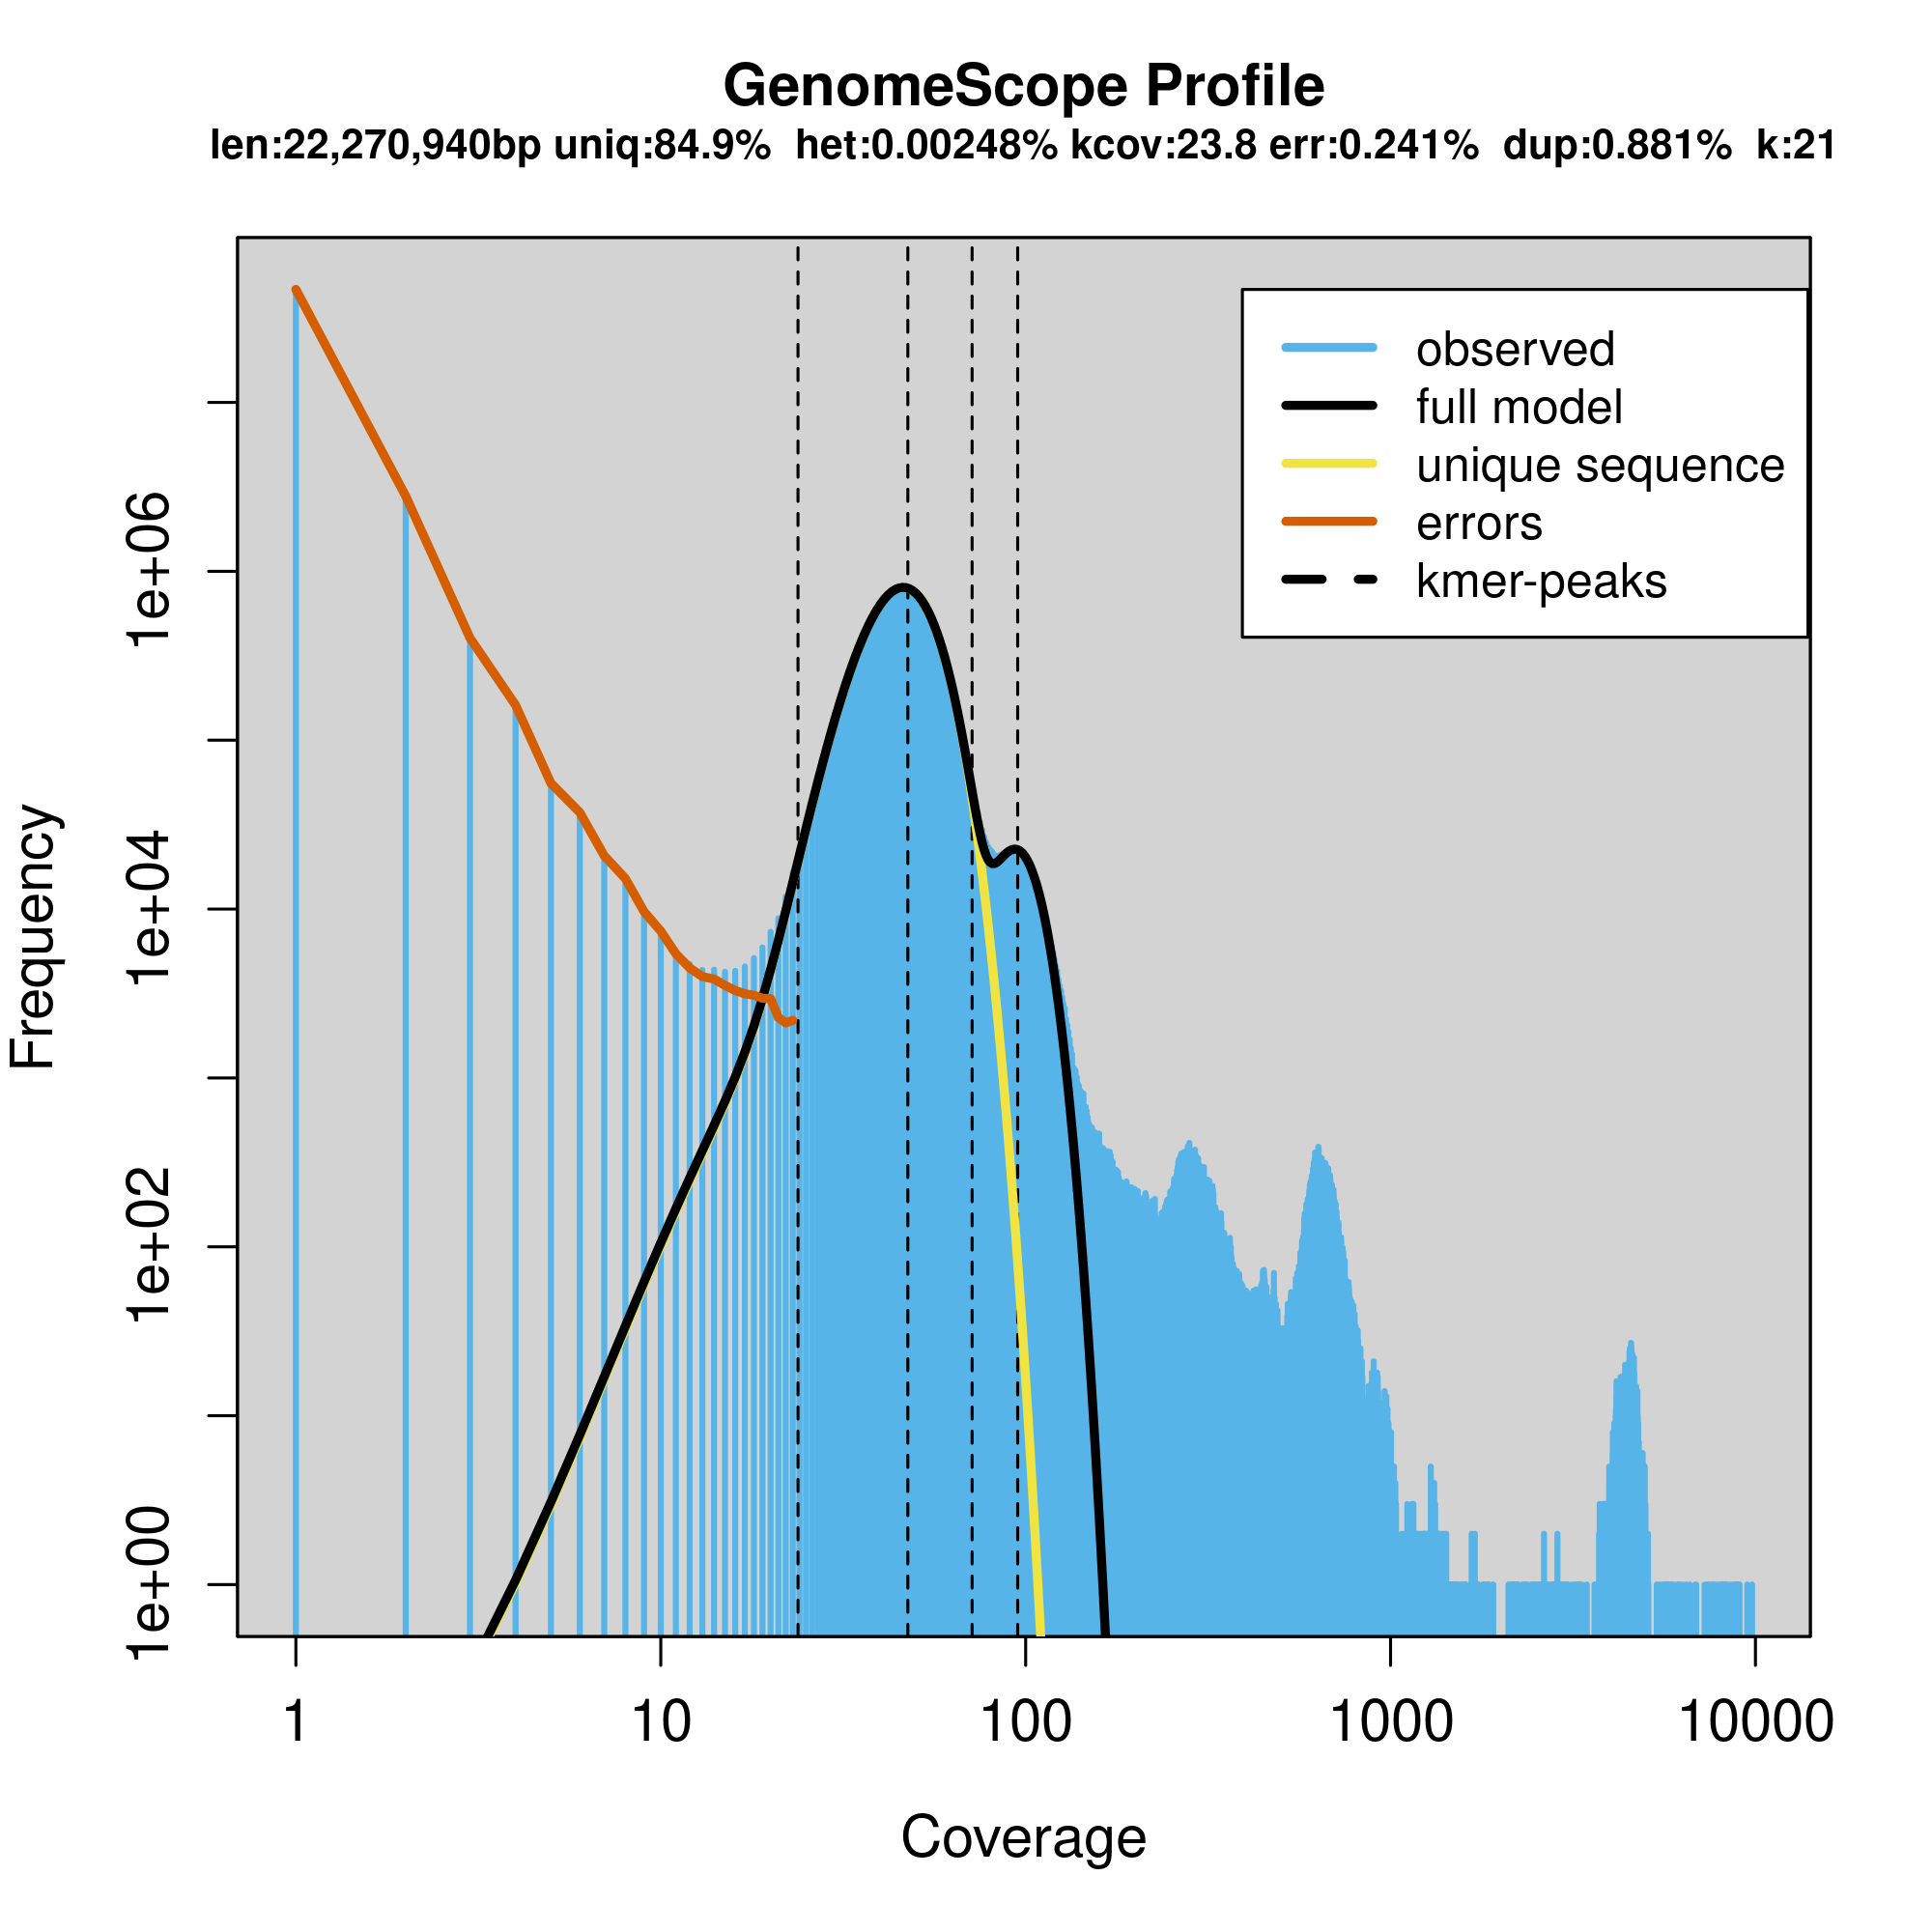 GenomeScope Profile
len:22,270,940bp uniq:84.9% het:0.00248% kcov:23.8 err:0.241% dup:0.881% k:21
observed
full model
unique sequence
errors
kmer-peaks
Frequency
1e+06
1e+04
1e+02
1e+00
1 10 100 1000 10000
Coverage